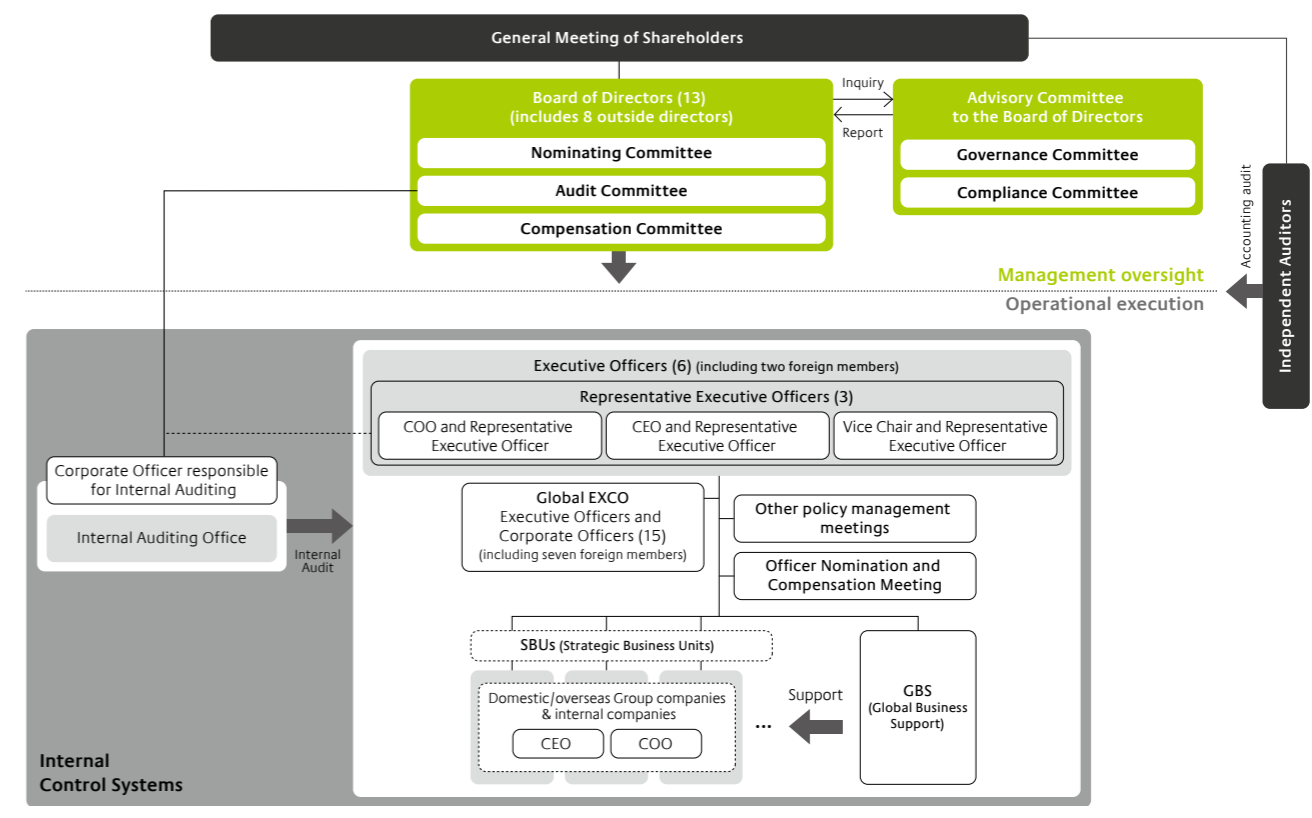 General Meeting of Shareholders
Board of Directors (13)
(includes 8 outside directors)
Nominating Committee
Audit Committee
Compensation Committee
Inquiry
Report
Advisory Committee
to the Board of Directors
Governance Committee
Compliance Committee
Accounting audit
Independent Auditors
Management oversight
Operational execution
Executive Officers (6) (including two foreign members)
Representative Executive Officers (3)
COO and Representative
Executive Officer
CEO and Representative
Executive Officer
Vice Chair and Representative
Executive Officer
Corporate Officer responsible
for Internal Auditing
Internal Auditing Office
Internal
Audit
Global EXCO
Executive Officers and
Corporate Officers (15)
(including seven foreign members)
Other policy management
meetings
Officer Nomination and
Compensation Meeting
SBUs (Strategic Business Units)
Domestic/overseas Group companies
& internal companies
CEO
COO
...
Support
GBS
(Global Business
Support)
Internal
Control Systems